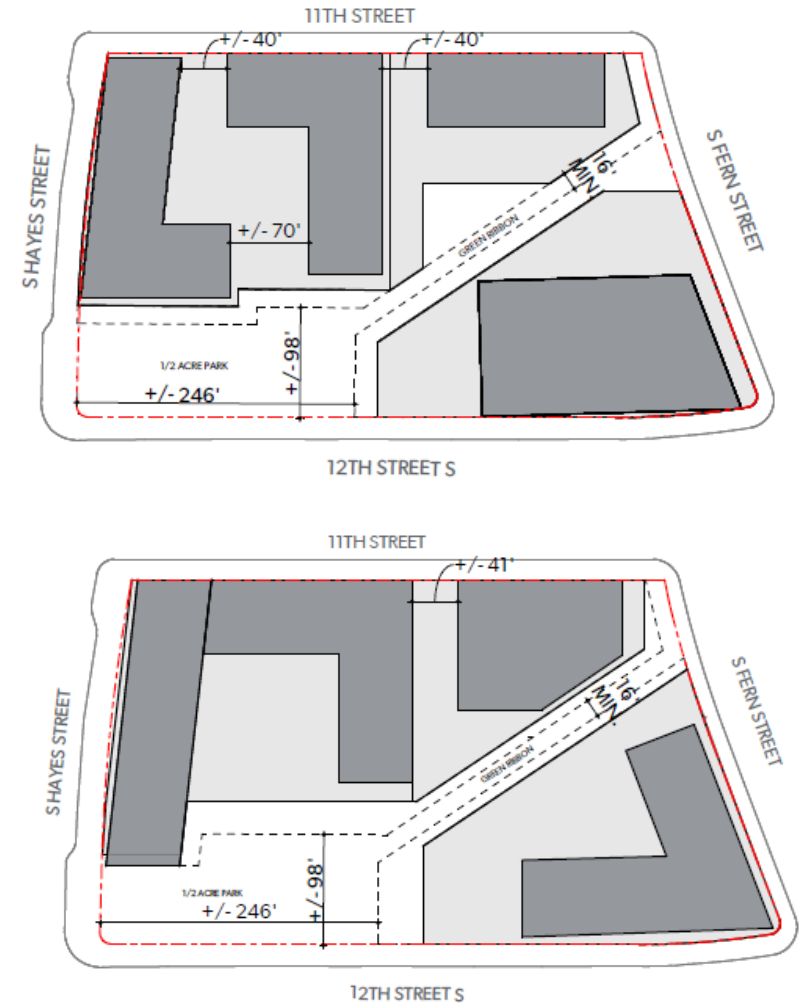 11TH STREET
+/-40'
+/-40'
S HAYES STREET
S FERN STREET
16'
MIN.
+/-70'
GREEN RIBBON
+/-98'
1/2 ACRE PARK
+/-246'
12TH STREET S
11TH STREET
+/-41'
S HAYES STREET
S FERN STREET
16'
MIN.
GREEN RIBBON
+/-98'
1/2 ACRE PARK
+/-246'
12TH STREET S